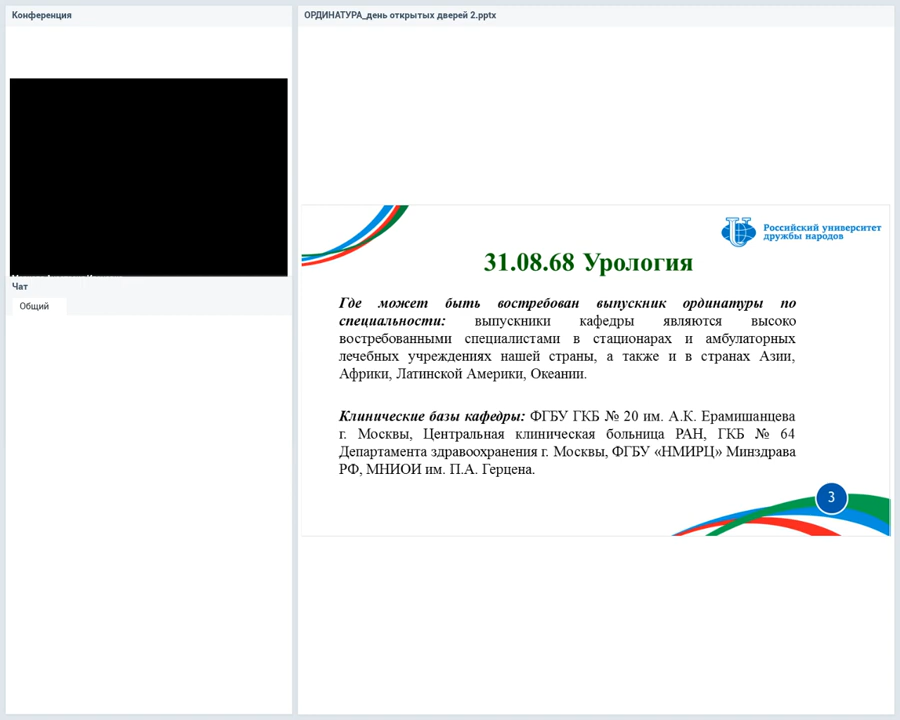 Конференция
ОРДИНАТУРА_день открытых дверей 2.pptx
Чат
Общий
Российский университет
дружбы народов
31.08.68 Урология
Где может быть востребован выпускник ординатуры по
специальности: выпускники кафедры являются высоко
востребованными специалистами в стационарах и амбулаторных
лечебных учреждениях нашей страны, а также и в странах Азии,
Африки, Латинской Америки, Океании.
Клинические базы кафедры: ФГБУ ГКБ № 20 им. А.К. Ерамишанцева
г. Москвы, Центральная клиническая больница РАН, ГКБ № 64
Департамента здравоохранения г. Москвы, ФГБУ «НМИРЦ» Минздрава
РФ, МНИОИ им. П.А. Герцена.
3